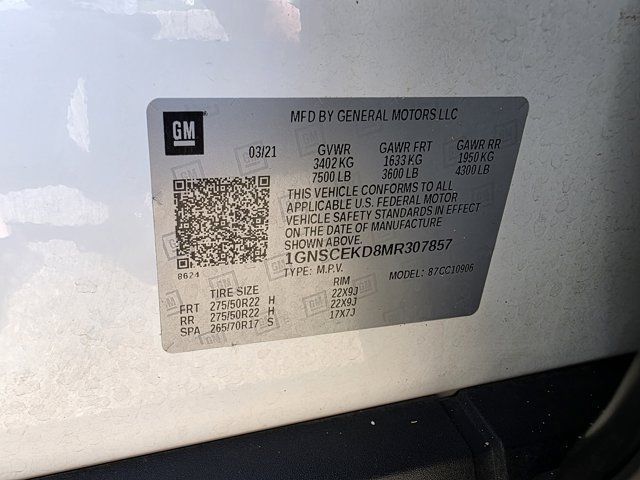 GM
MFD BY GENERAL MOTORS LLC
03/21 GVWR GAWR FRT GAWR RR
3402 KG 1633 KG 1950 KG
7500 LB 3600 LB 4300 LB
THIS VEHICLE CONFORMS TO ALL
APPLICABLE U.S. FEDERAL MOTOR
VEHICLE SAFETY STANDARDS IN EFFECT
ON THE DATE OF MANUFACTURE
SHOWN ABOVE.
1GNSCEKD8MR307857
8624
TYPE: M.P.V. MODEL: 87CC10906
TIRE SIZE RIM
FRT 275/50R22 H 22X9J
RR 275/50R22 H 22X9J
SPA 265/70R17 S 17X7J